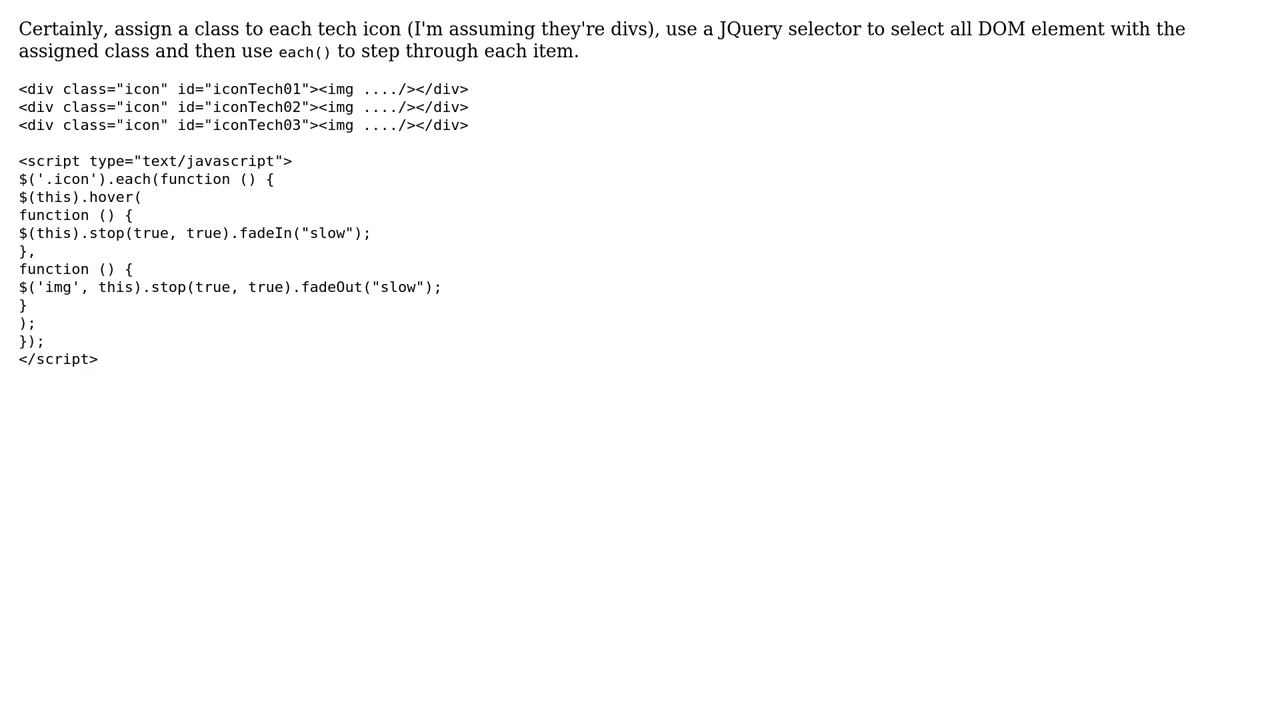 Certainly, assign a class to each tech icon (I'm assuming they're divs), use a JQuery selector to select all DOM element with the
assigned class and then use each() to step through each item.
<div class="icon" id="iconTech01"><img ..../></div>
<div class="icon" id="iconTech02"><img ..../></div>
<div class="icon" id="iconTech03"><img ..../></div>
<script type="text/javascript">
$('.icon').each(function () {
$(this).hover(
function () {
$(this).stop(true, true).fadeIn("slow");
},
function () {
$('img', this).stop(true, true).fadeOut("slow");
}
);
});
</script>